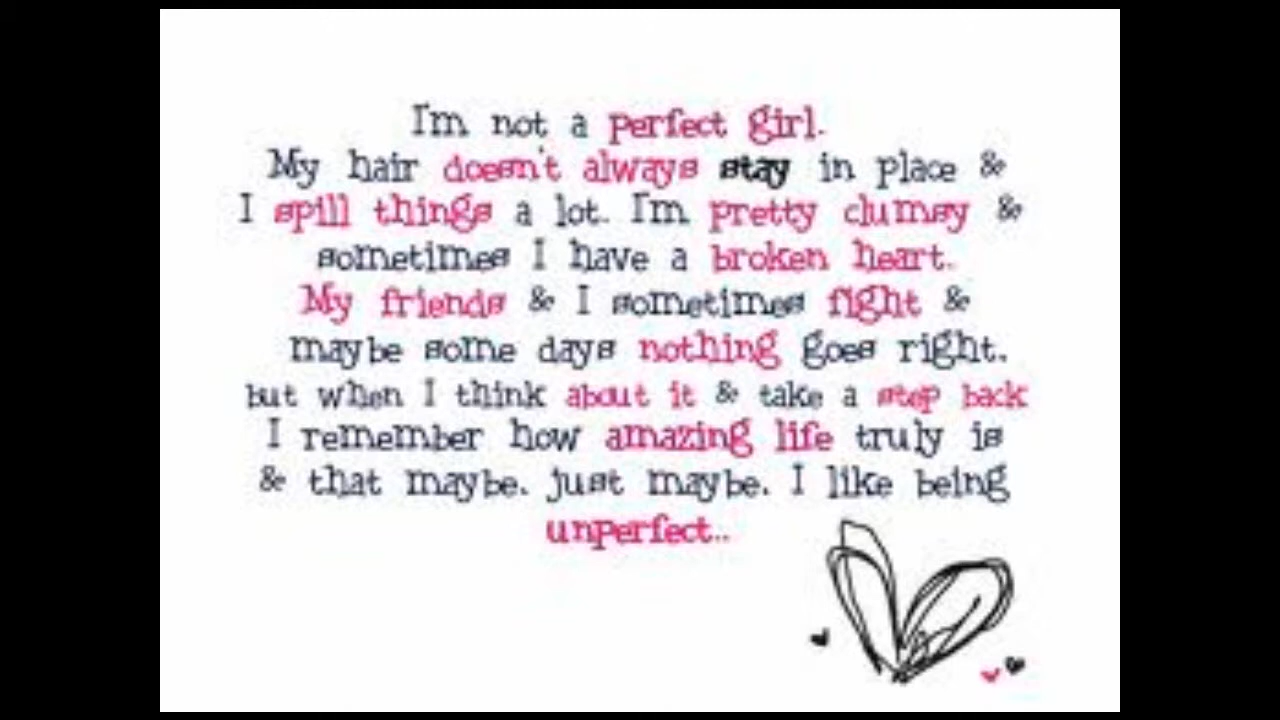 I'm not a perfect girl.
My hair doesn't always stay in place &
I spill things a lot. I'm pretty clumsy &
sometimes I have a broken heart.
My friends & I sometimes fight &
maybe some days nothing goes right.
but when I think about it & take a step back
I remember how amazing life truly is
& that maybe. just maybe. I like being
unperfect..